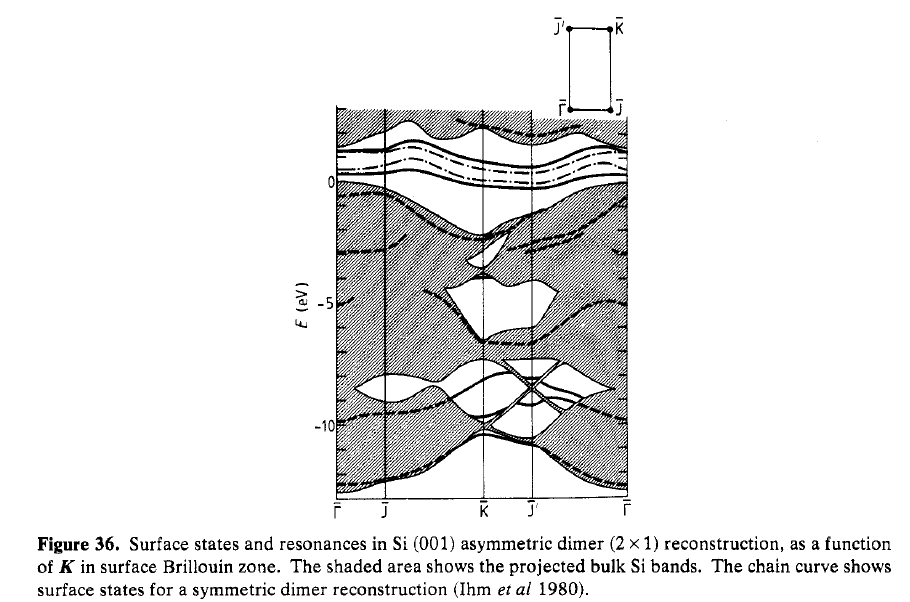 J̄′ K̄
Γ̄ J̄
0
-5
-10
E (eV)
Γ̄ J̄ K̄ J̄′ Γ̄
Figure 36. Surface states and resonances in Si (001) asymmetric dimer (2 × 1) reconstruction, as a function
of K in surface Brillouin zone. The shaded area shows the projected bulk Si bands. The chain curve shows
surface states for a symmetric dimer reconstruction (Ihm et al 1980).